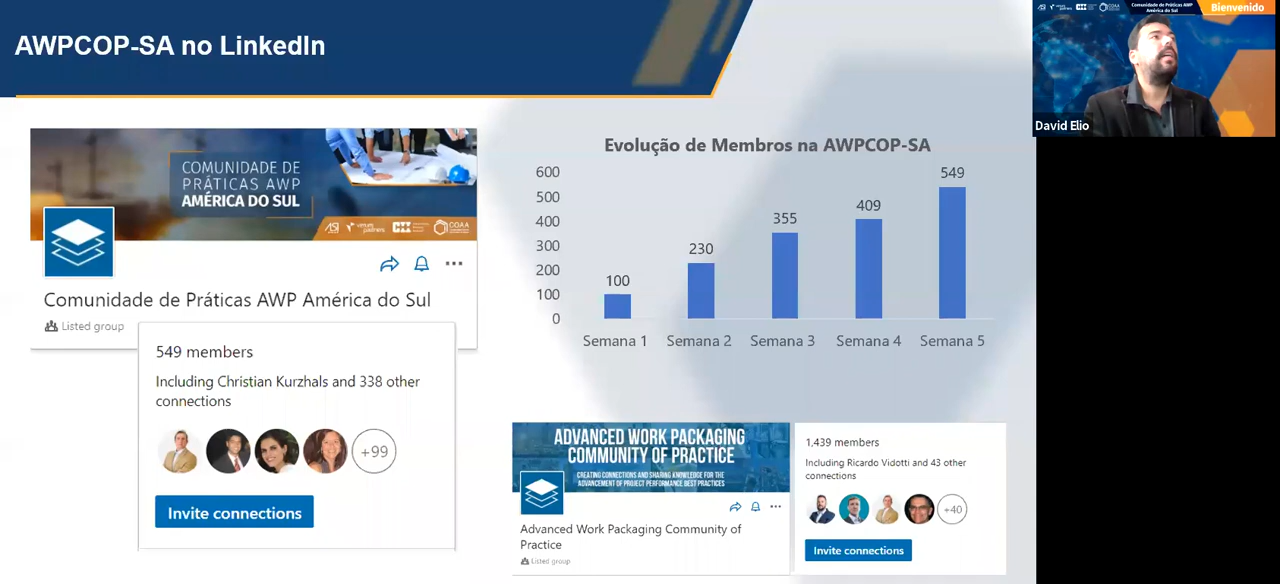 AWPCOP-SA no LinkedIn
COMUNIDADE DE
PRÁTICAS AWP
AMÉRICA DO SUL
ASI
COAA
Comunidade de Práticas AWP América do Sul
Listed group
549 members
Including Christian Kurzhals and 338 other
connections
+99
Invite connections
Evolução de Membros na AWPCOP-SA
600
500
400
300
200
100
0
100
230
355
409
549
Semana 1
Semana 2
Semana 3
Semana 4
Semana 5
ADVANCED WORK PACKAGING
COMMUNITY OF PRACTICE
CREATING CONNECTIONS AND SHARING KNOWLEDGE FOR THE
ADVANCEMENT OF PROJECT PERFORMANCE BEST PRACTICES
Advanced Work Packaging Community of
Practice
Listed group
1,439 members
Including Ricardo Vidotti and 43 other
connections
+40
Invite connections
COAA
Comunidade de Práticas AWP
América do Sul
Bienvenido
David Elio